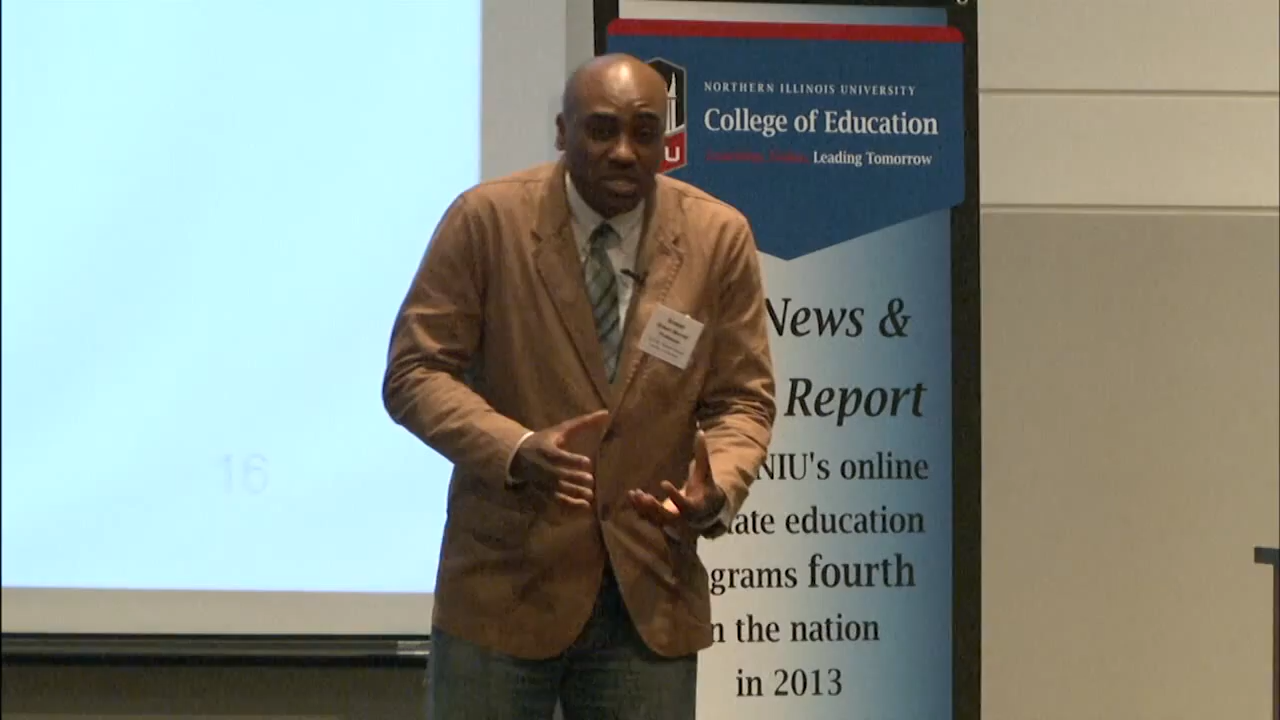 16
NORTHERN ILLINOIS UNIVERSITY
College of Education
Leading Tomorrow
U
News &
Report
NIU's online
ate education
grams fourth
n the nation
in 2013